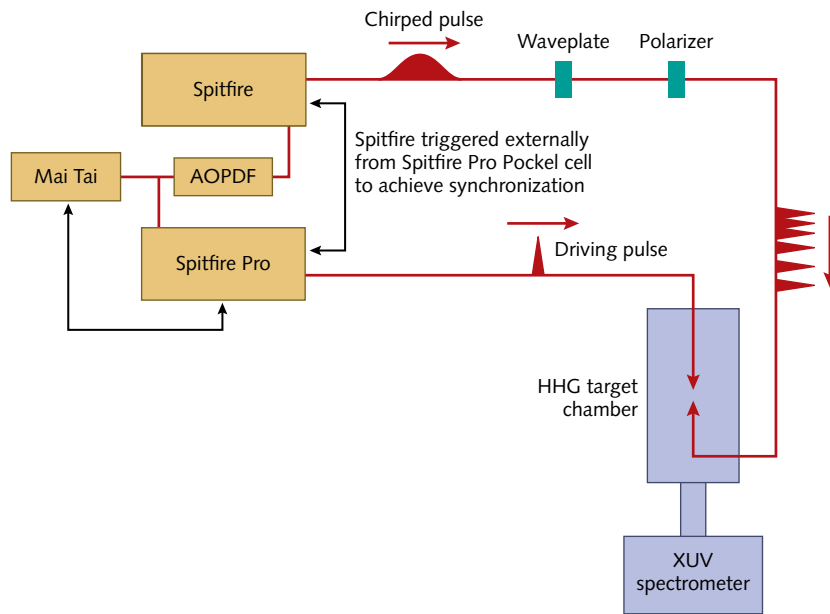 Chirped pulse
Waveplate
Polarizer
Spitfire
Spitfire triggered externally
from Spitfire Pro Pockel cell
to achieve synchronization
Mai Tai
AOPDF
Spitfire Pro
Driving pulse
HHG target
chamber
XUV
spectrometer